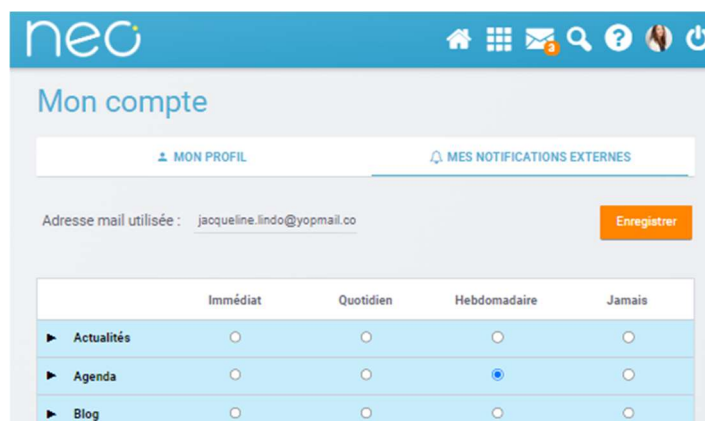 neo
3
?
Mon compte
MON PROFIL
MES NOTIFICATIONS EXTERNES
Adresse mail utilisée : jacqueline.lindo@yopmail.co
Enregistrer
Immédiat Quotidien Hebdomadaire Jamais
Actualités
Agenda
Blog